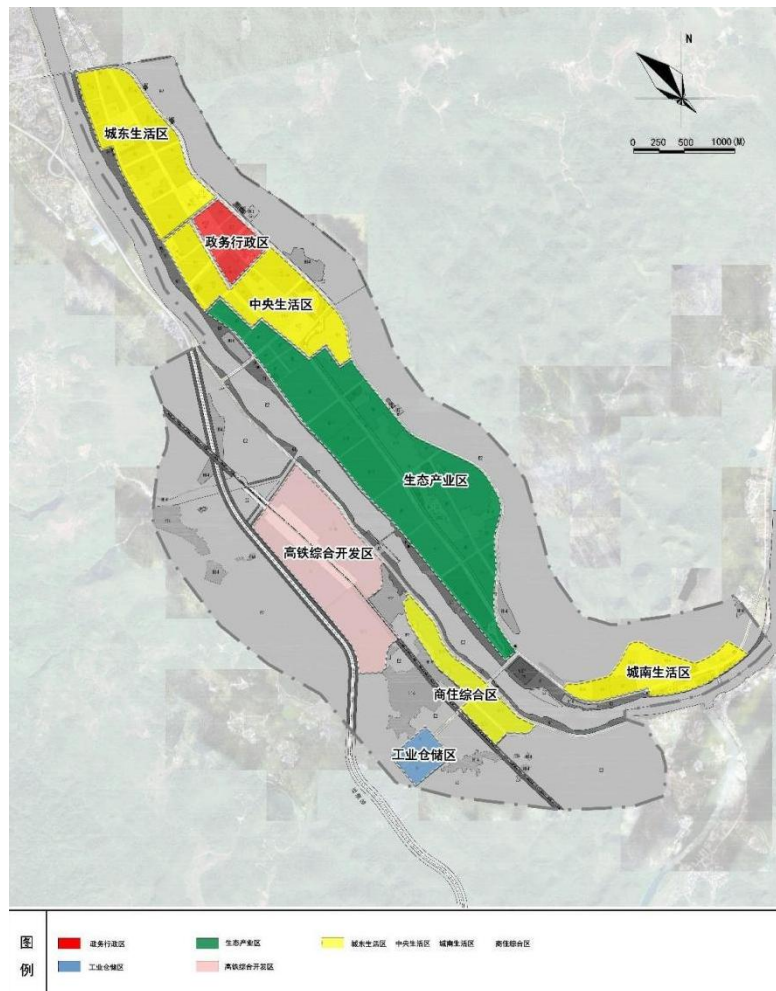 N
0 250 500 1000(M)
城东生活区
政务行政区
中央生活区
生态产业区
高铁综合开发区
城南生活区
商住综合区
工业仓储区
图例
政务行政区
生态产业区
城东生活区 中央生活区 城南生活区 商住综合区
工业仓储区
高铁综合开发区